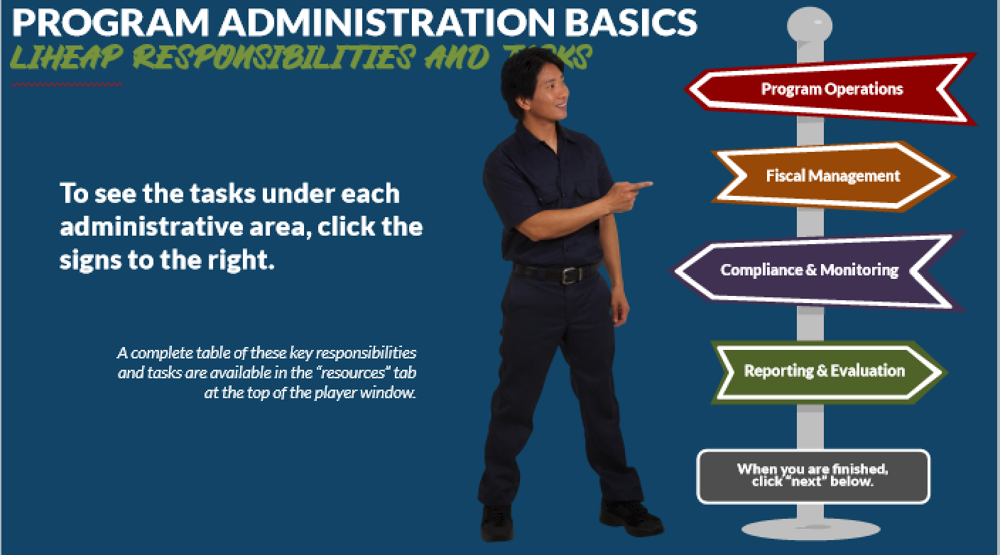 PROGRAM ADMINISTRATION BASICS
LIHEAP RESPONSIBILITIES AND TASKS
To see the tasks under each
administrative area, click the
signs to the right.
A complete table of these key responsibilities
and tasks are available in the “resources” tab
at the top of the player window.
Program Operations
Fiscal Management
Compliance & Monitoring
Reporting & Evaluation
When you are finished,
click “next” below.